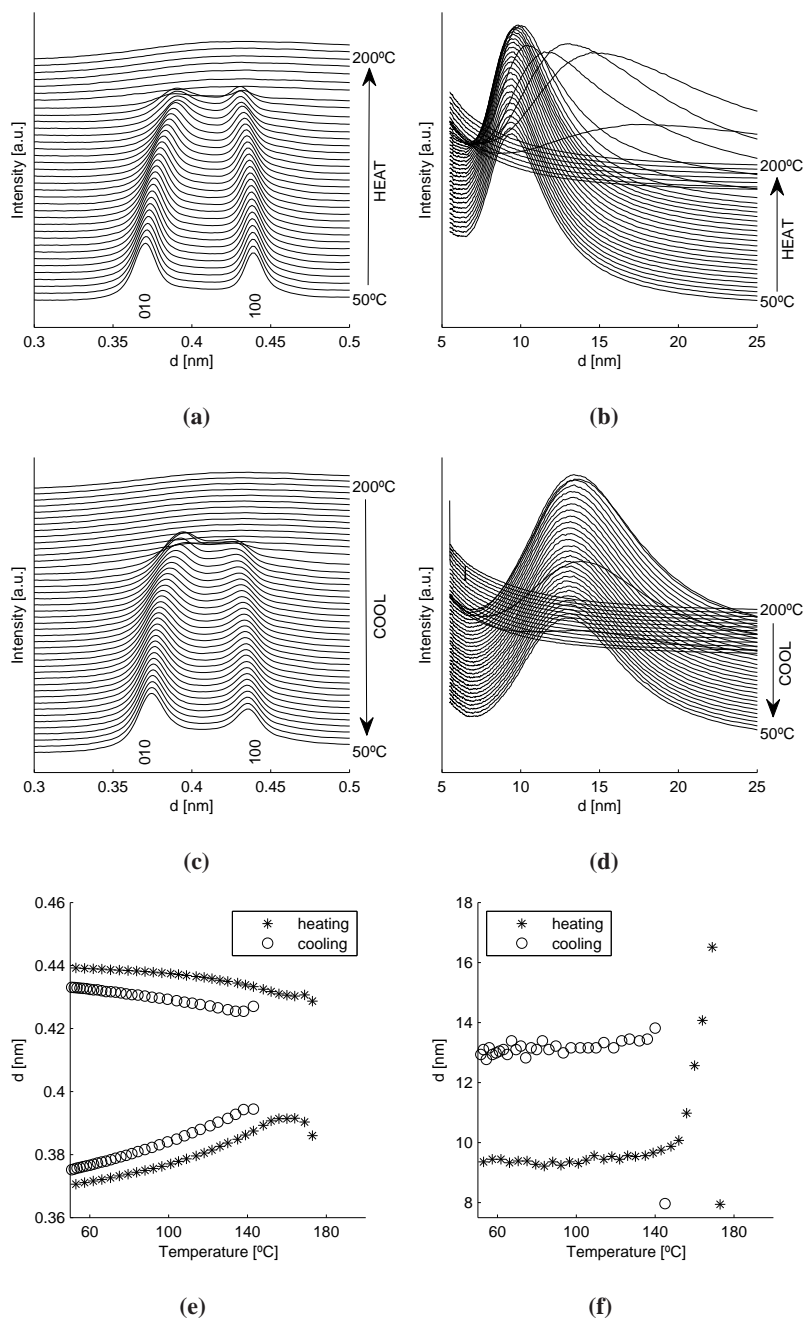 Intensity [a.u.]
200ºC
HEAT
50ºC
010
100
0.3 0.35 0.4 0.45 0.5
d [nm]
(a)
Intensity [a.u.]
200ºC
HEAT
50ºC
5 10 15 20 25
d [nm]
(b)
Intensity [a.u.]
200ºC
COOL
50ºC
010
100
0.3 0.35 0.4 0.45 0.5
d [nm]
(c)
Intensity [a.u.]
200ºC
COOL
50ºC
5 10 15 20 25
d [nm]
(d)
0.46
0.44
0.42
0.4
0.38
0.36
d [nm]
heating
cooling
60 100 140 180
Temperature [ºC]
(e)
18
16
14
12
10
8
d [nm]
heating
cooling
60 100 140 180
Temperature [ºC]
(f)